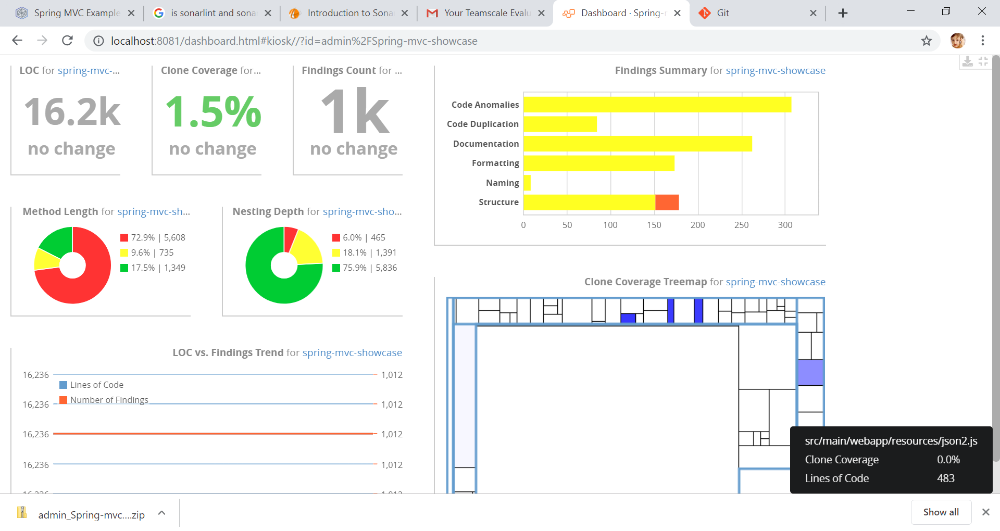 Spring MVC Example
is sonarlint and sona
Introduction to Sona
Your Teamscale Evalu
Dashboard · Spring-
Git
localhost:8081/dashboard.html#kiosk//?id=admin%2FSpring-mvc-showcase
LOC for spring-mvc-...
16.2k
no change
Clone Coverage for...
1.5%
no change
Findings Count for ...
1k
no change
Findings Summary for spring-mvc-showcase
Code Anomalies
Code Duplication
Documentation
Formatting
Naming
Structure
0 50 100 150 200 250 300
Method Length for spring-mvc-sh...
72.9% | 5,608
9.6% | 735
17.5% | 1,349
Nesting Depth for spring-mvc-sho...
6.0% | 465
18.1% | 1,391
75.9% | 5,836
Clone Coverage Treemap for spring-mvc-showcase
LOC vs. Findings Trend for spring-mvc-showcase
16,236 1,012
Lines of Code
Number of Findings
16,236 1,012
16,236 1,012
16,236 1,012
src/main/webapp/resources/json2.js
Clone Coverage 0.0%
Lines of Code 483
admin_Spring-mvc....zip
Show all